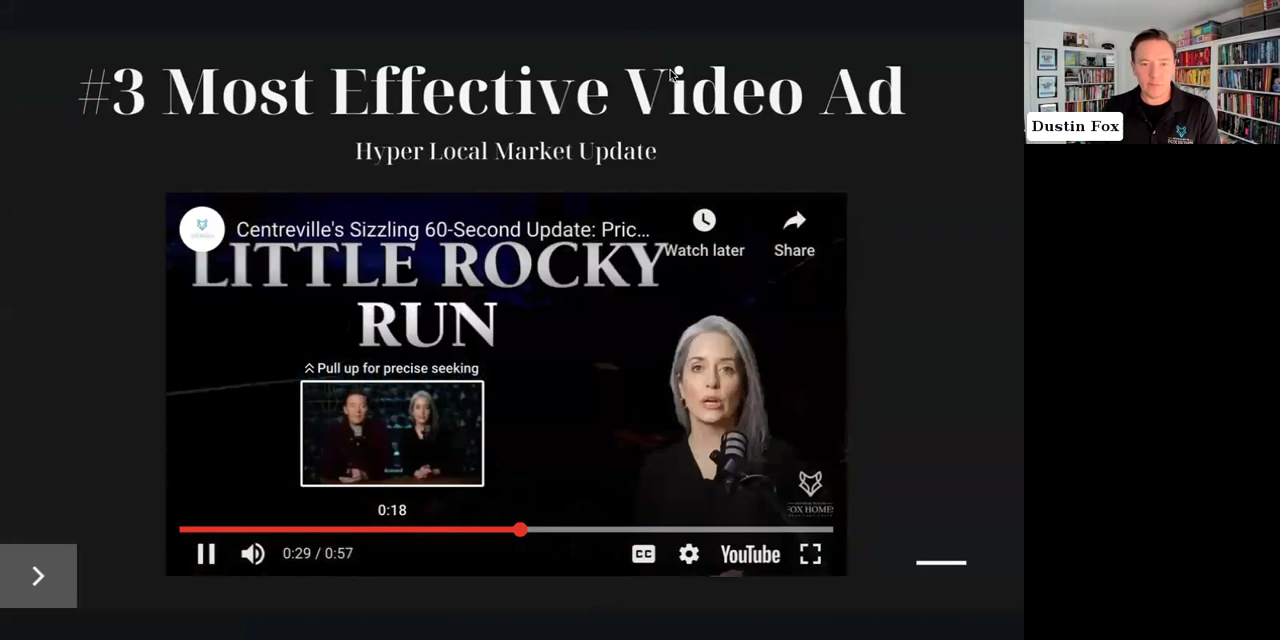 #3 Most Effective Video Ad
Hyper Local Market Update
Centreville's Sizzling 60-Second Update: Pric...
Watch later
Share
LITTLE ROCKY
RUN
Pull up for precise seeking
0:18
FOX HOMES
0:29 / 0:57
CC
YouTube
Dustin Fox